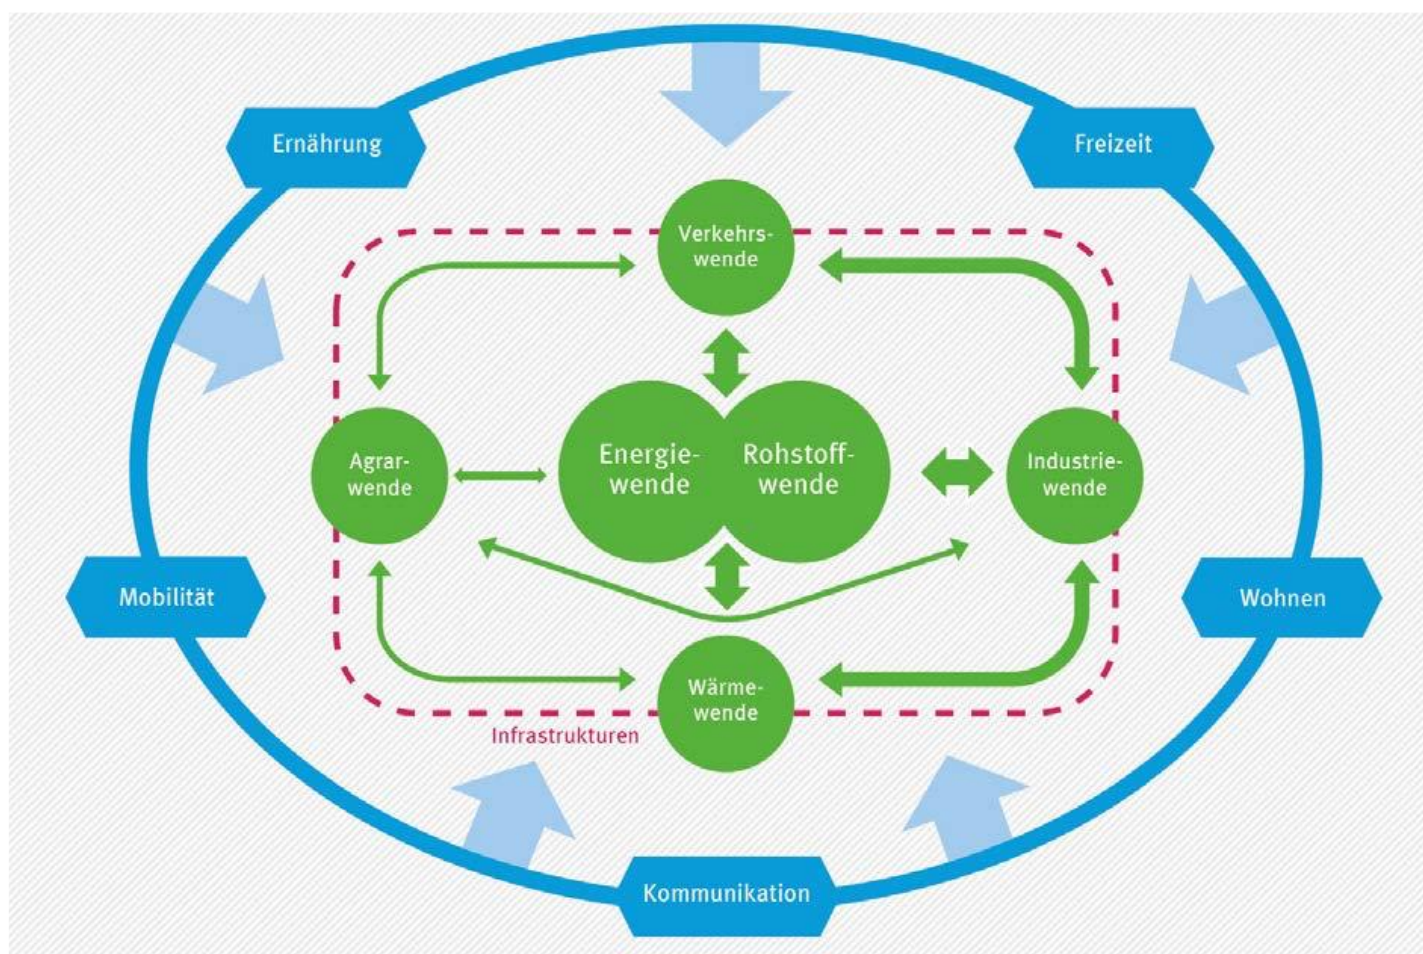 Ernährung
Freizeit
Verkehrs-
wende
Energie-
wende
Rohstoff-
wende
Agrar-
wende
Industrie-
wende
Mobilität
Wohnen
Wärme-
wende
Infrastrukturen
Kommunikation